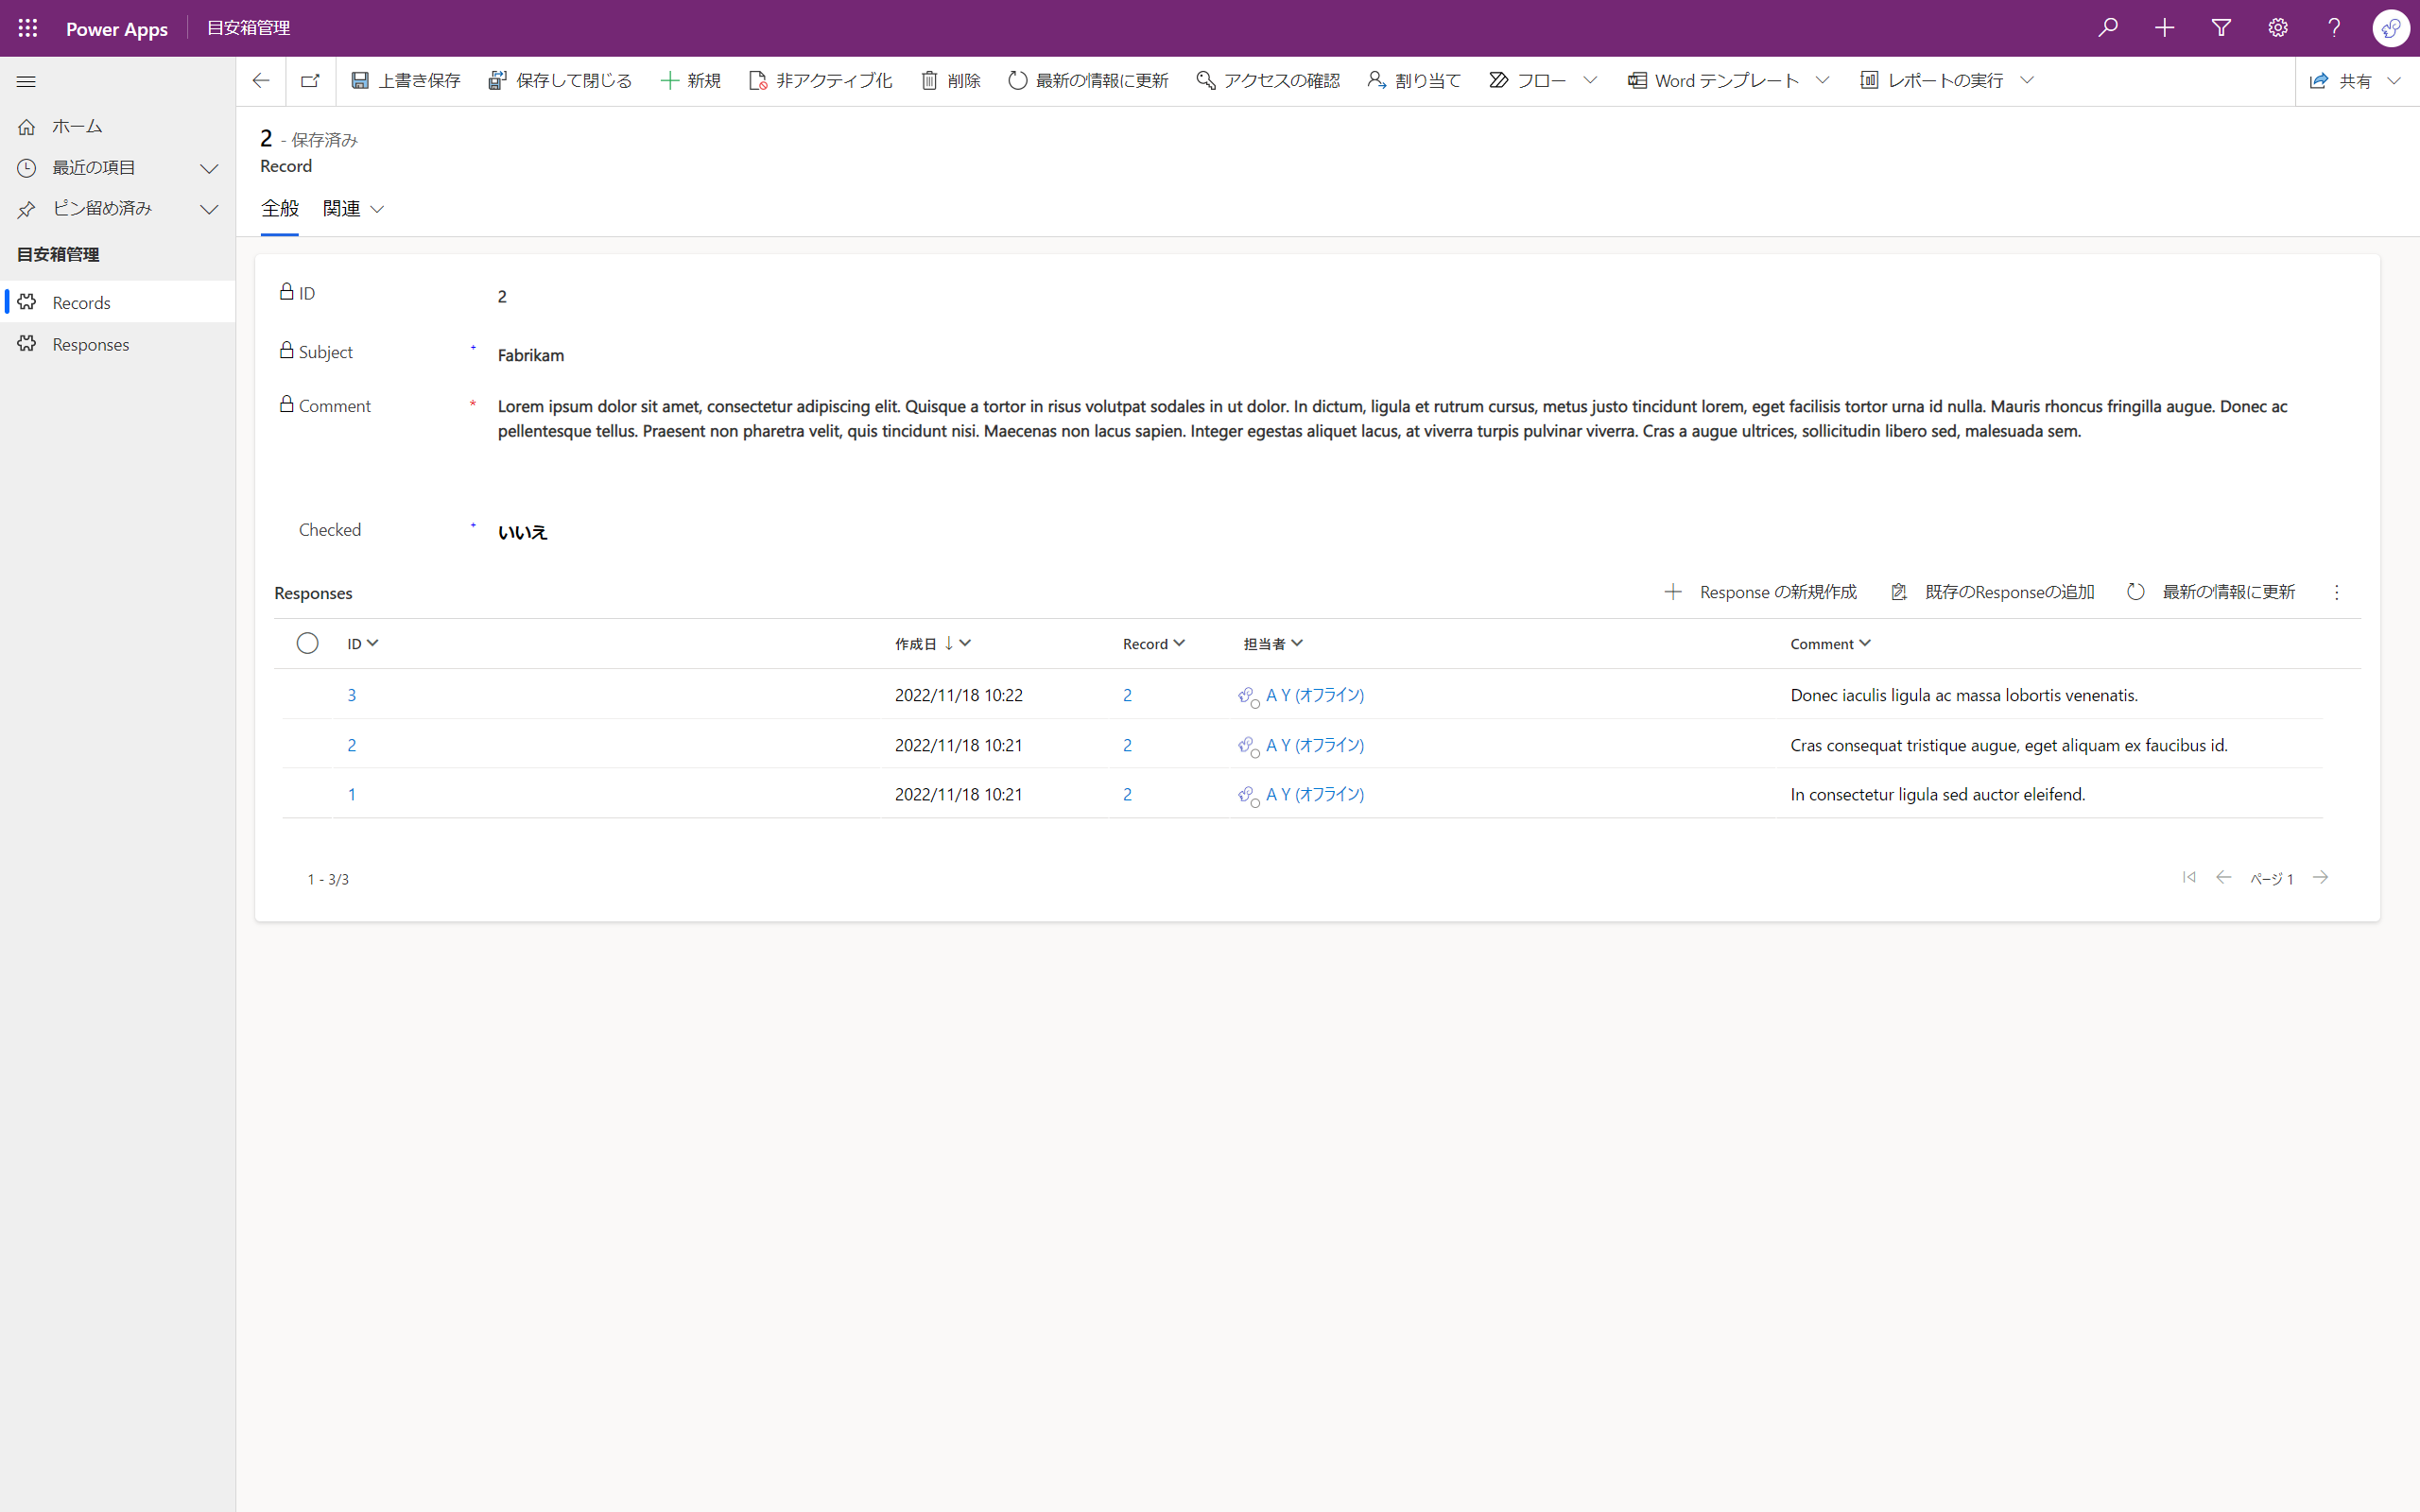 Power Apps 目安箱管理
上書き保存 保存して閉じる 新規 非アクティブ化 削除 最新の情報に更新 アクセスの確認 割り当て フロー Word テンプレート レポートの実行 共有
ホーム
最近の項目
ピン留め済み
目安箱管理
Records
Responses
2 - 保存済み
Record
全般 関連
ID 2
Subject + Fabrikam
Comment * Lorem ipsum dolor sit amet, consectetur adipiscing elit. Quisque a tortor in risus volutpat sodales in ut dolor. In dictum, ligula et rutrum cursus, metus justo tincidunt lorem, eget facilisis tortor urna id nulla. Mauris rhoncus fringilla augue. Donec ac
pellentesque tellus. Praesent non pharetra velit, quis tincidunt nisi. Maecenas non lacus sapien. Integer egestas aliquet lacus, at viverra turpis pulvinar viverra. Cras a augue ultrices, sollicitudin libero sed, malesuada sem.
Checked + いいえ
Responses Response の新規作成 既存のResponseの追加 最新の情報に更新
ID 作成日 Record 担当者 Comment
3 2022/11/18 10:22 2 A Y (オフライン) Donec iaculis ligula ac massa lobortis venenatis.
2 2022/11/18 10:21 2 A Y (オフライン) Cras consequat tristique augue, eget aliquam ex faucibus id.
1 2022/11/18 10:21 2 A Y (オフライン) In consectetur ligula sed auctor eleifend.
1 - 3/3 ページ 1